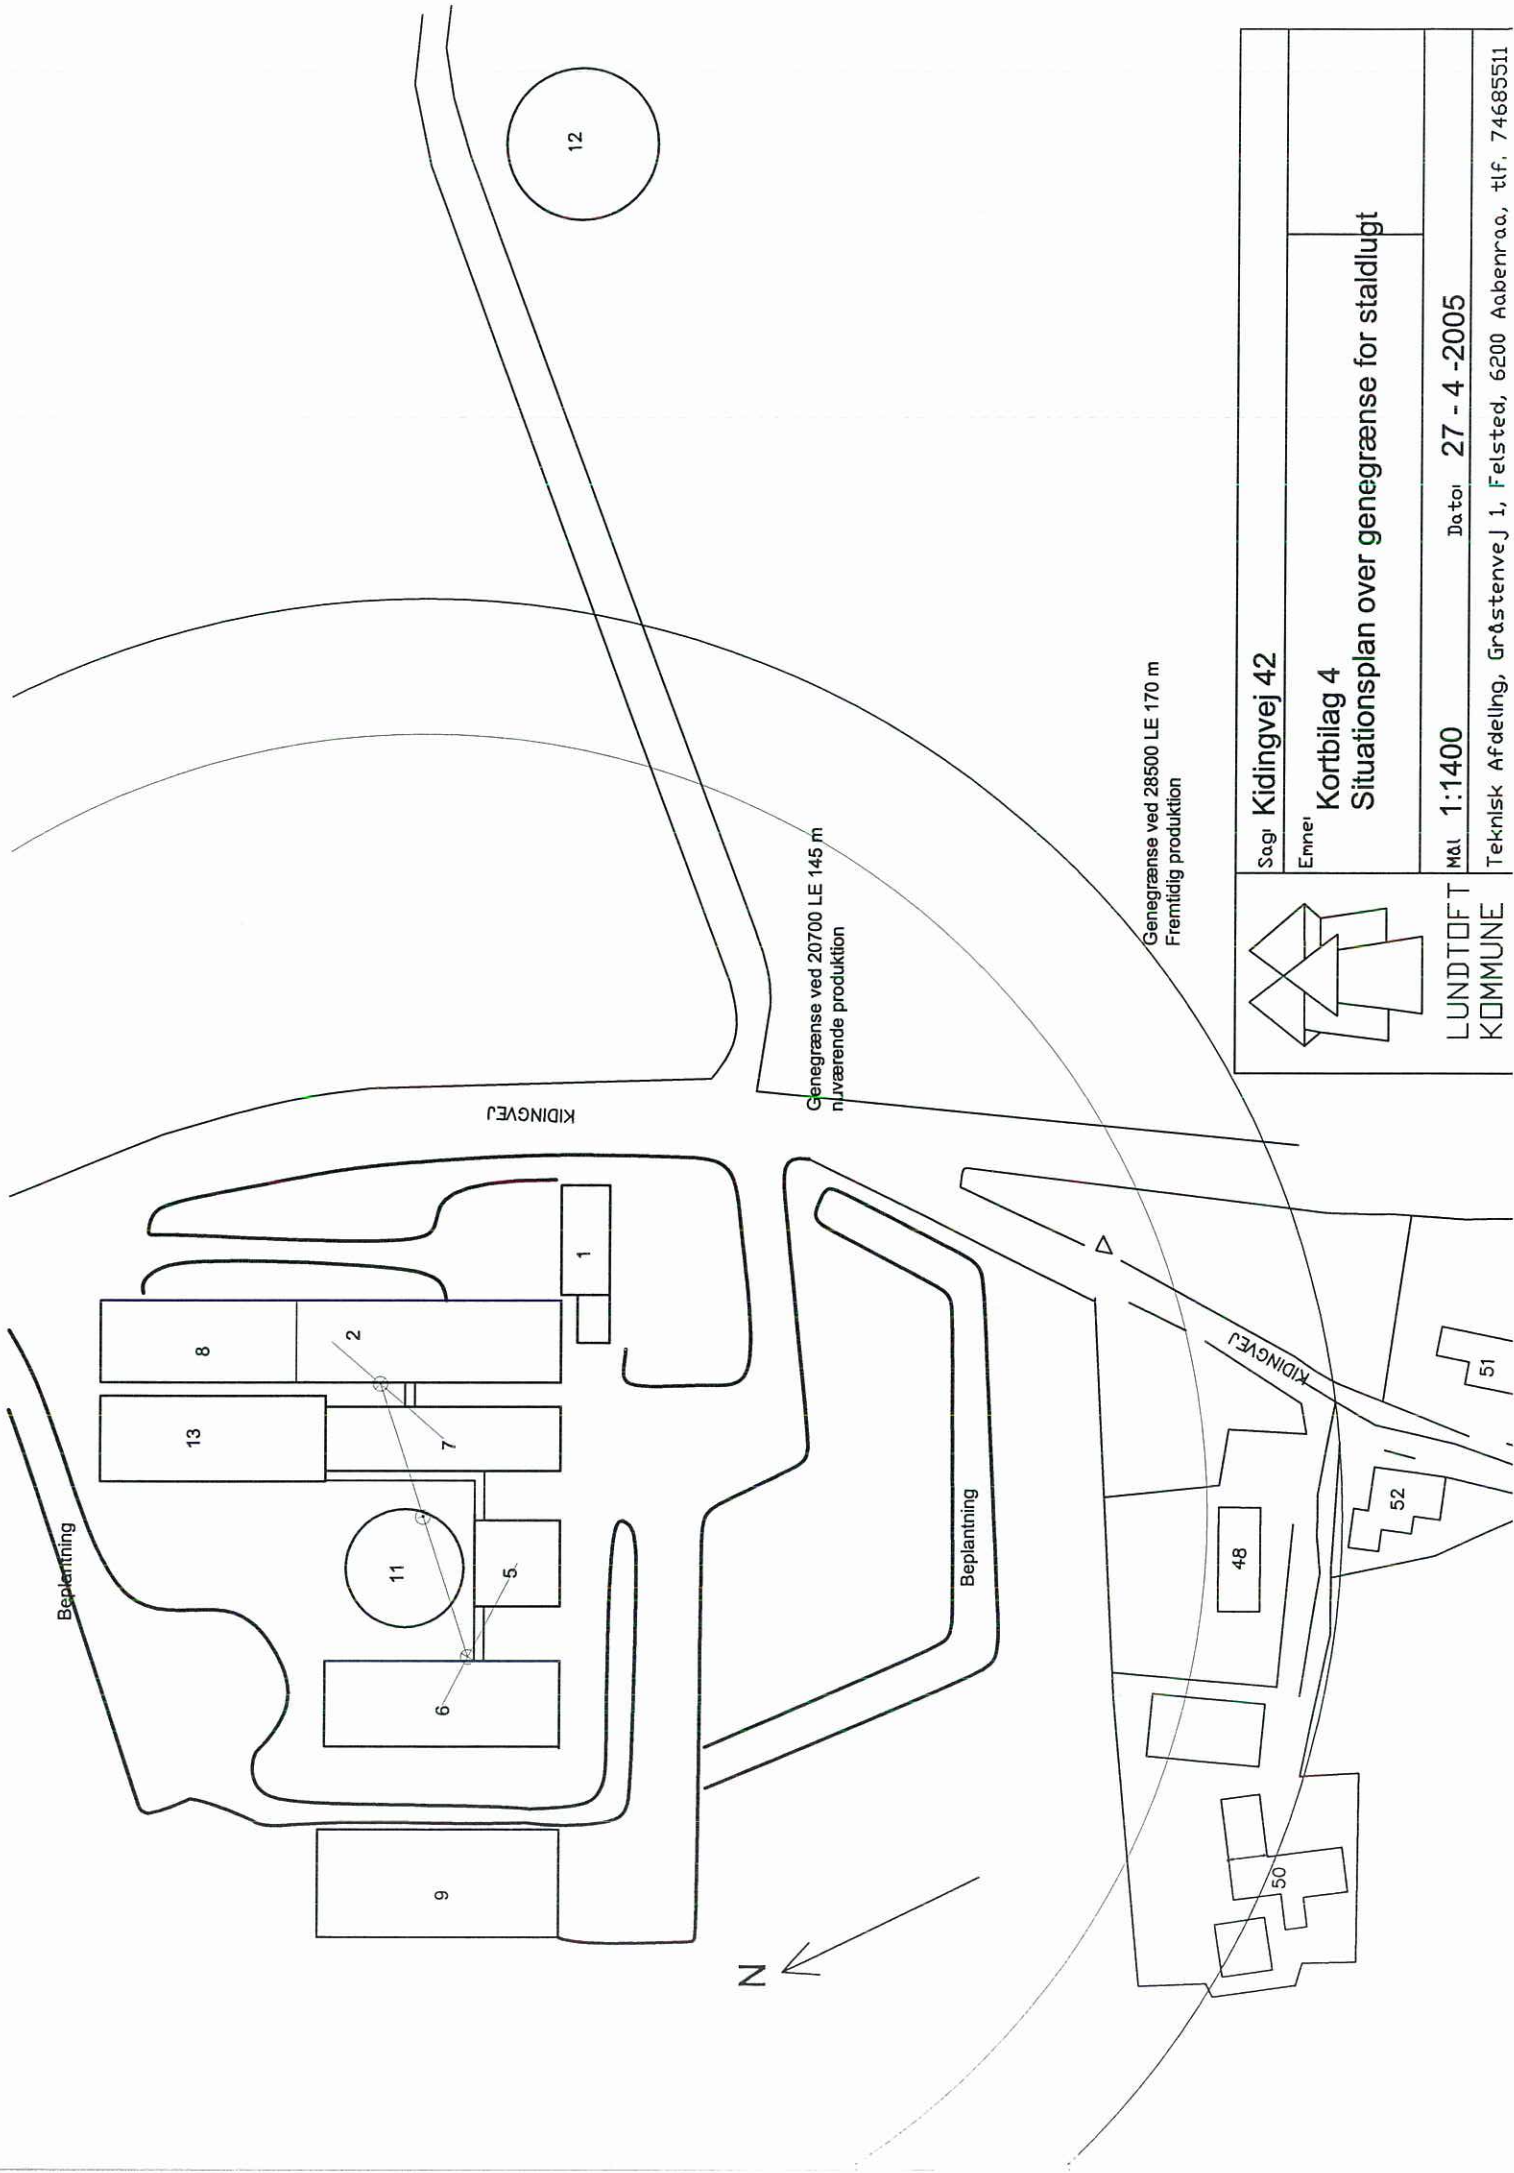 Beplantning
8
2
13
7
11
5
6
9
1
12
KIDINGVEJ
Genegrænse ved 20700 LE 145 m
nuværende produktion
Beplantning
Genegrænse ved 28500 LE 170 m
Fremtidig produktion
KIDINGVEJ
48
50
51
52
N
Sag: Kidingvej 42
Emne:
Kortbilag 4
Situationsplan over genegrænse for staldlugt
Mål 1:1400 Dato: 27 - 4 -2005
LUNDTOFT
KOMMUNE
Teknisk Afdeling, Gråstenvej 1, Felsted, 6200 Aabenraa, tlf. 74685511